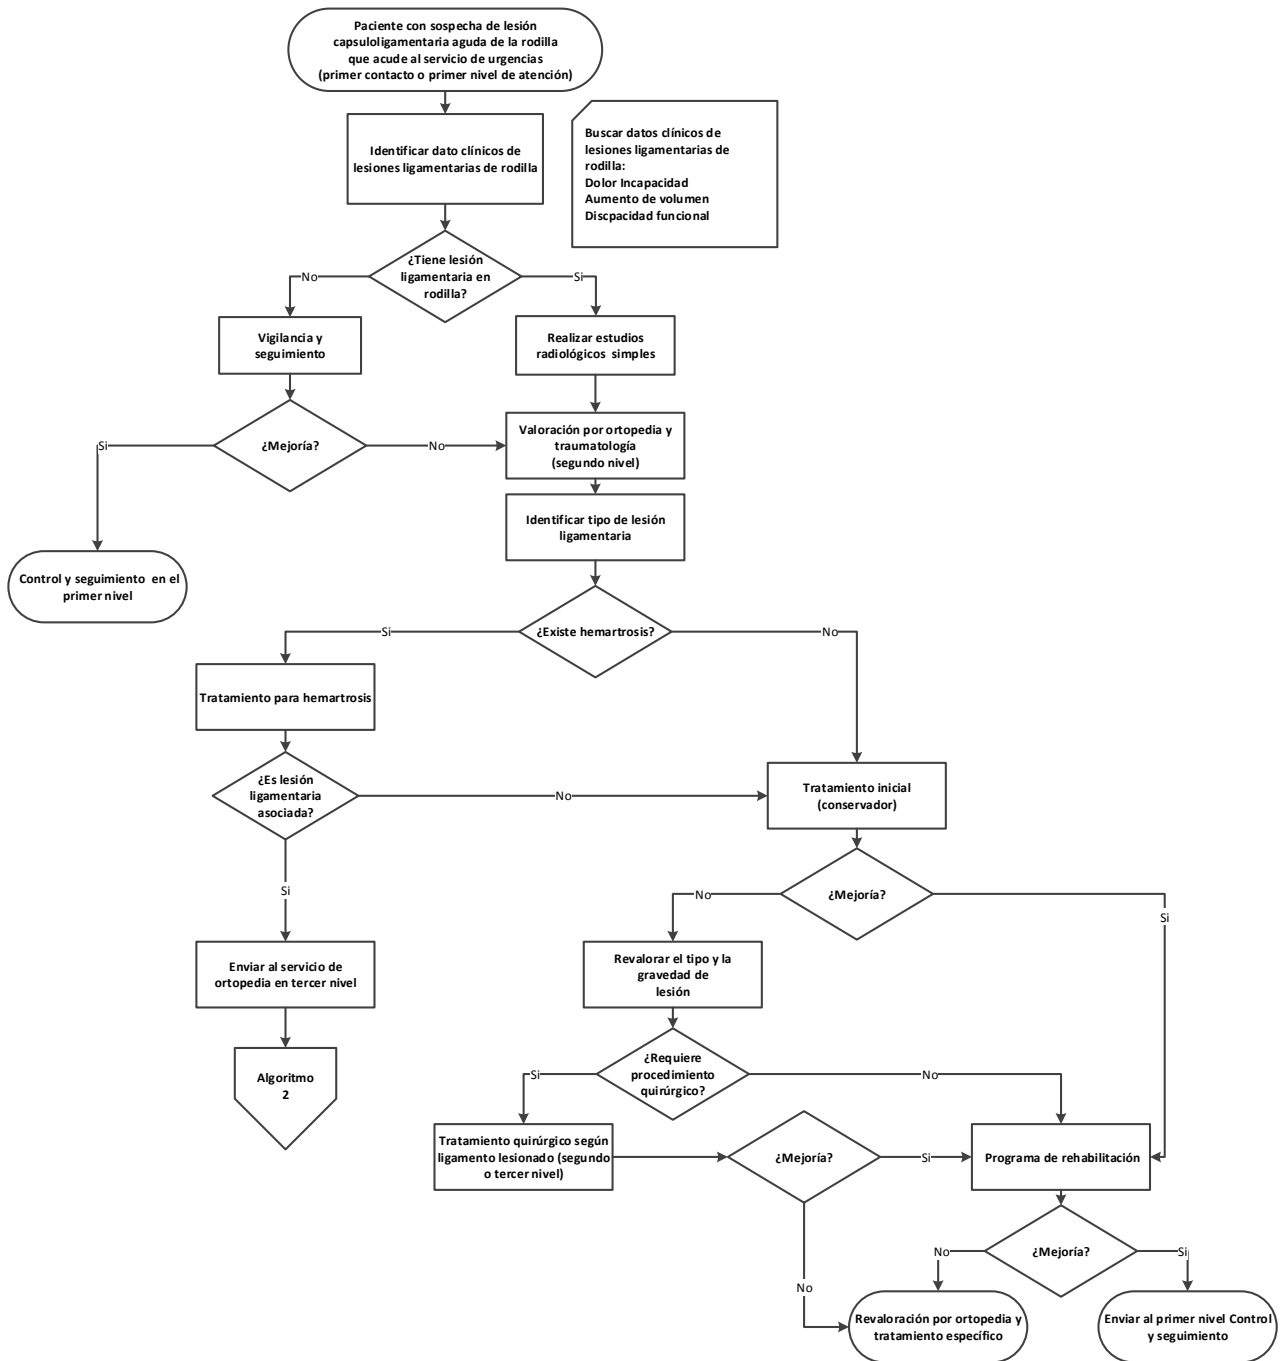 Paciente con sospecha de lesión
capsuloligamentaria aguda de la rodilla
que acude al servicio de urgencias
(primer contacto o primer nivel de atención)
Identificar dato clínicos de
lesiones ligamentarias de rodilla
Buscar datos clínicos de
lesiones ligamentarias de
rodilla:
Dolor Incapacidad
Aumento de volumen
Discpacidad funcional
¿Tiene lesión
ligamentaria en
rodilla?
No
Si
Vigilancia y
seguimiento
Realizar estudios
radiológicos simples
¿Mejoría?
Si
No
Valoración por ortopedia y
traumatología
(segundo nivel)
Identificar tipo de lesión
ligamentaria
Control y seguimiento en el
primer nivel
¿Existe hemartrosis?
Si
No
Tratamiento para hemartrosis
¿Es lesión
ligamentaria
asociada?
No
Tratamiento inicial
(conservador)
Si
¿Mejoría?
No
Si
Enviar al servicio de
ortopedia en tercer nivel
Revalorar el tipo y la
gravedad de
lesión
Algoritmo
2
¿Requiere
procedimiento
quirúrgico?
Si
No
Tratamiento quirúrgico según
ligamento lesionado (segundo
o tercer nivel)
¿Mejoría?
Si
Programa de rehabilitación
No
¿Mejoría?
No
Si
Revaloración por ortopedia y
tratamiento específico
Enviar al primer nivel Control
y seguimiento